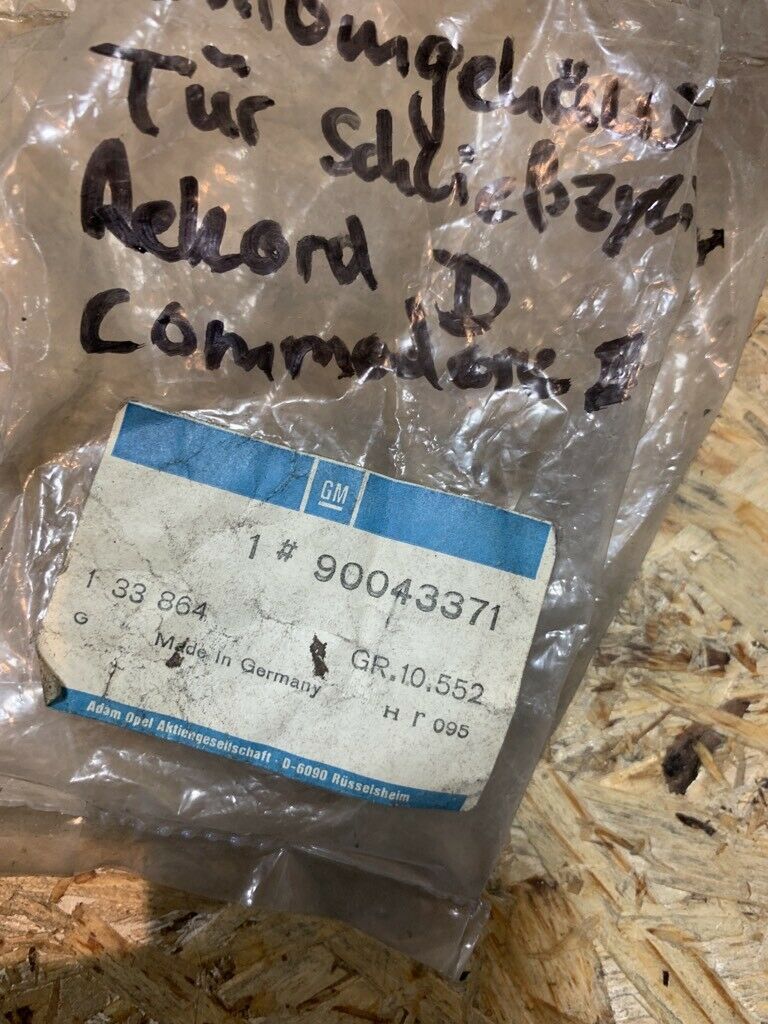 Tür Schließzyl.
Rekord D
Commodore
GM
1 # 90043371
1 33 864
G Made in Germany GR.10.552
H Г 095
Adam Opel Aktiengesellschaft · D-6090 Rüsselsheim